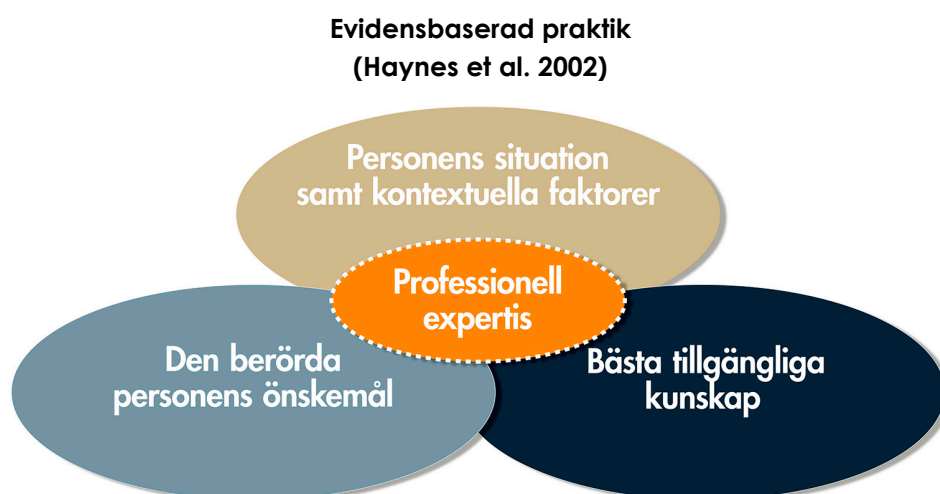 Evidensbaserad praktik
(Haynes et al. 2002)
Personens situation
samt kontextuella faktorer
Professionell
expertis
Den berörda
personens önskemål
Bästa tillgängliga
kunskap